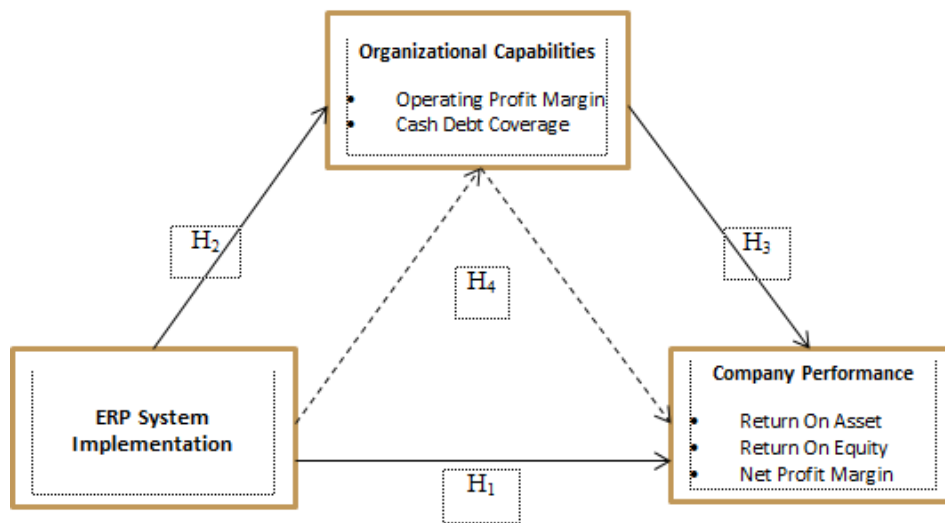 Organizational Capabilities
• Operating Profit Margin
• Cash Debt Coverage
H₂
H₃
H₄
ERP System
Implementation
Company Performance
• Return On Asset
• Return On Equity
• Net Profit Margin
H₁